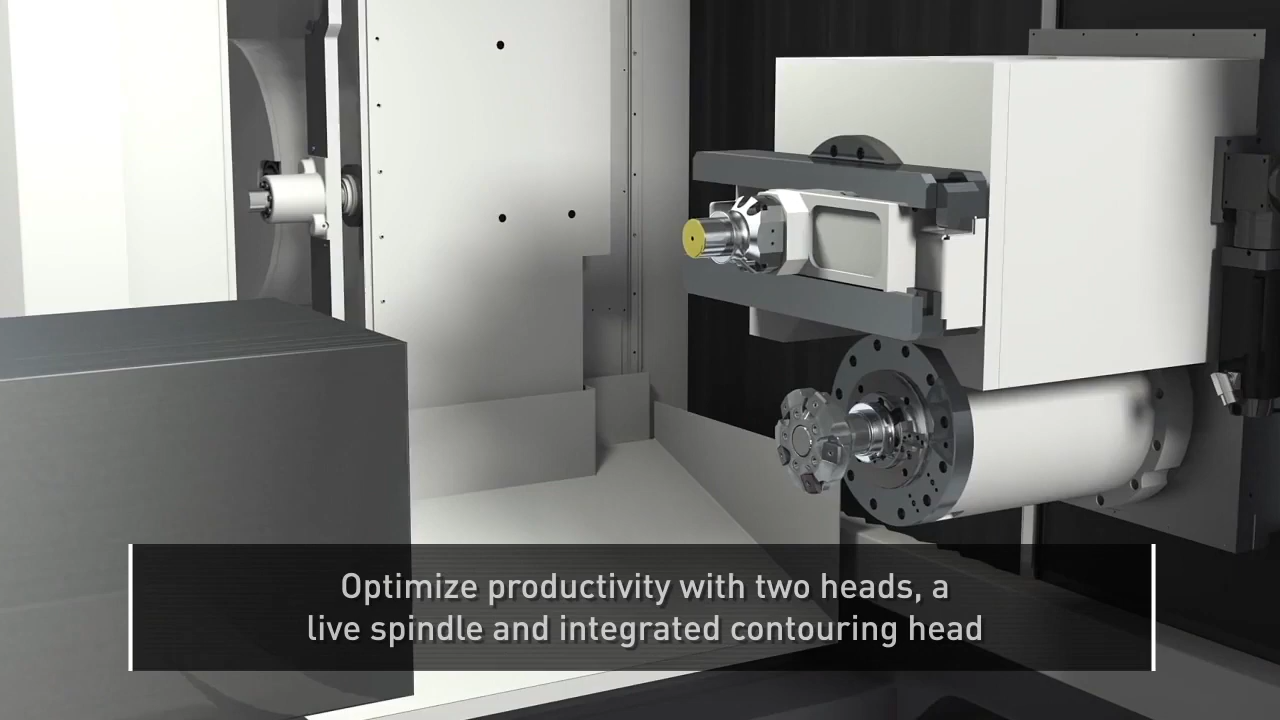 Optimize productivity with two heads, a
live spindle and integrated contouring head